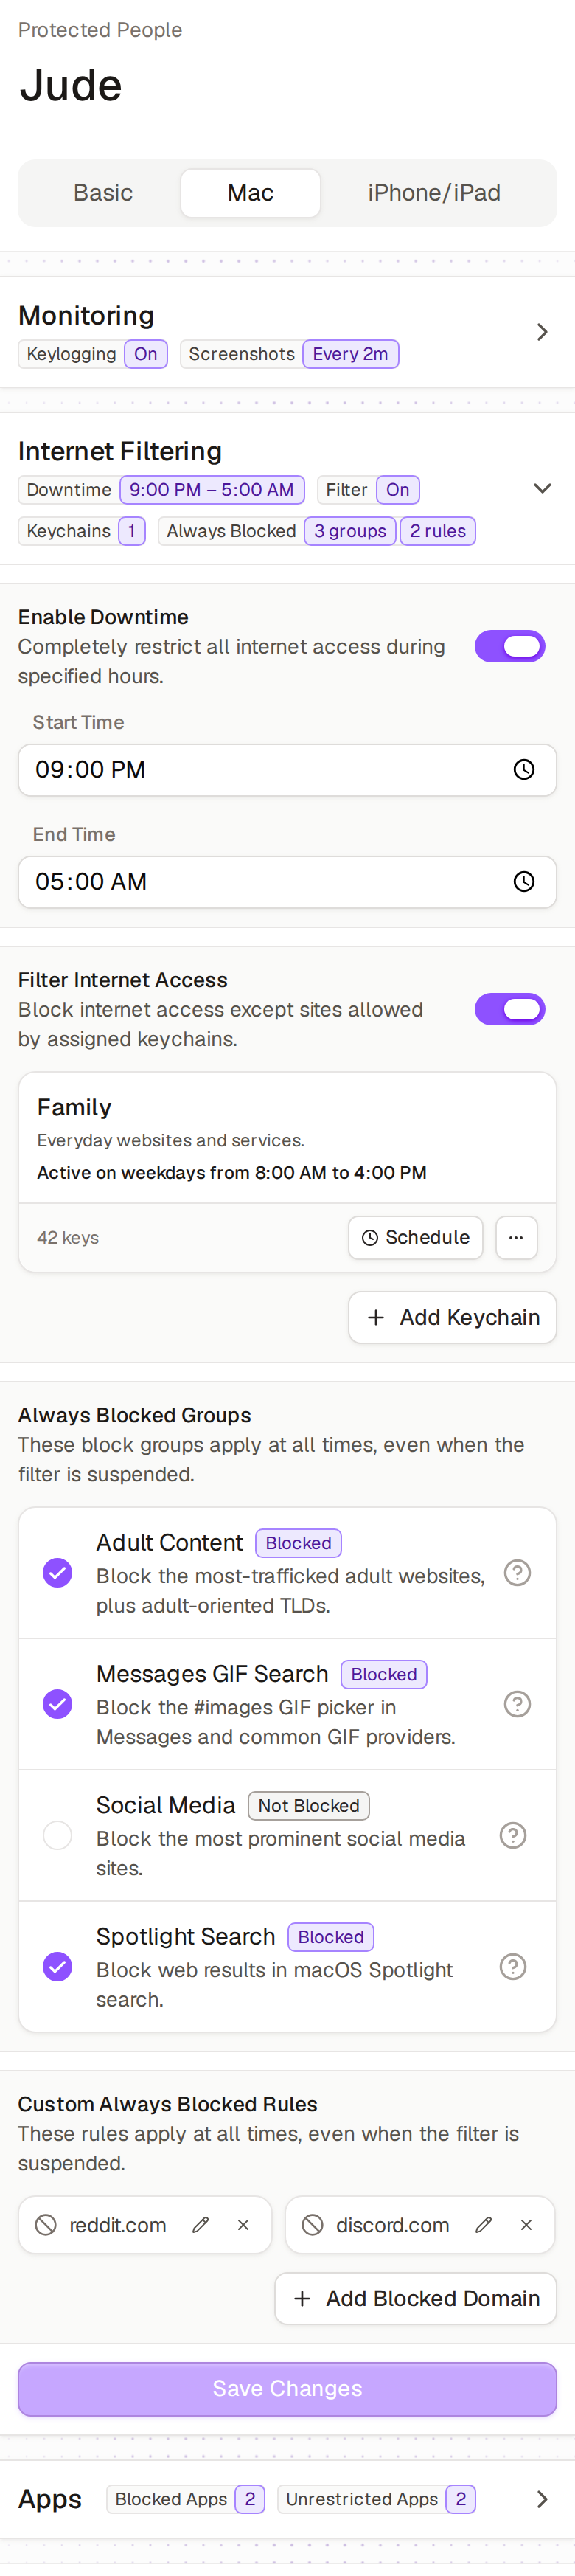 Protected People
Jude
Basic Mac iPhone/iPad
Monitoring
Keylogging On Screenshots Every 2m
Internet Filtering
Downtime 9:00 PM – 5:00 AM Filter On
Keychains 1 Always Blocked 3 groups 2 rules
Enable Downtime
Completely restrict all internet access during
specified hours.
Start Time
09:00 PM
End Time
05:00 AM
Filter Internet Access
Block internet access except sites allowed
by assigned keychains.
Family
Everyday websites and services.
Active on weekdays from 8:00 AM to 4:00 PM
42 keys Schedule
Add Keychain
Always Blocked Groups
These block groups apply at all times, even when the
filter is suspended.
Adult Content Blocked
Block the most-trafficked adult websites,
plus adult-oriented TLDs.
Messages GIF Search Blocked
Block the #images GIF picker in
Messages and common GIF providers.
Social Media Not Blocked
Block the most prominent social media
sites.
Spotlight Search Blocked
Block web results in macOS Spotlight
search.
Custom Always Blocked Rules
These rules apply at all times, even when the filter is
suspended.
reddit.com discord.com
Add Blocked Domain
Save Changes
Apps Blocked Apps 2 Unrestricted Apps 2